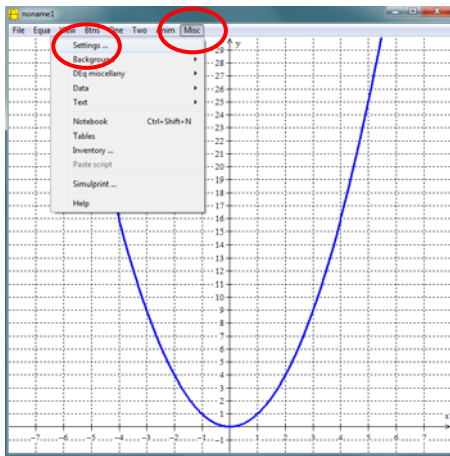 noname1
File Equa View Btns One Two Anim Misc
Settings ...
Background
DEq miscellany
Data
Text
Notebook Ctrl+Shift+N
Tables
Inventory ...
Paste script
Simulprint ...
Help
y
29
28
27
26
25
24
23
22
21
20
19
18
17
16
15
14
13
12
11
10
9
8
7
6
5
4
3
2
1
x
-7 -6 -5 -4 -3 -2 -1 -1 1 2 3 4 5 6 7